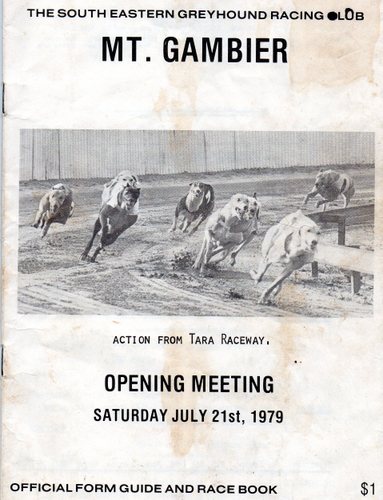 THE SOUTH EASTERN GREYHOUND RACING CLUB
MT. GAMBIER
ACTION FROM TARA RACEWAY.
OPENING MEETING
SATURDAY JULY 21st, 1979
OFFICIAL FORM GUIDE AND RACE BOOK $1